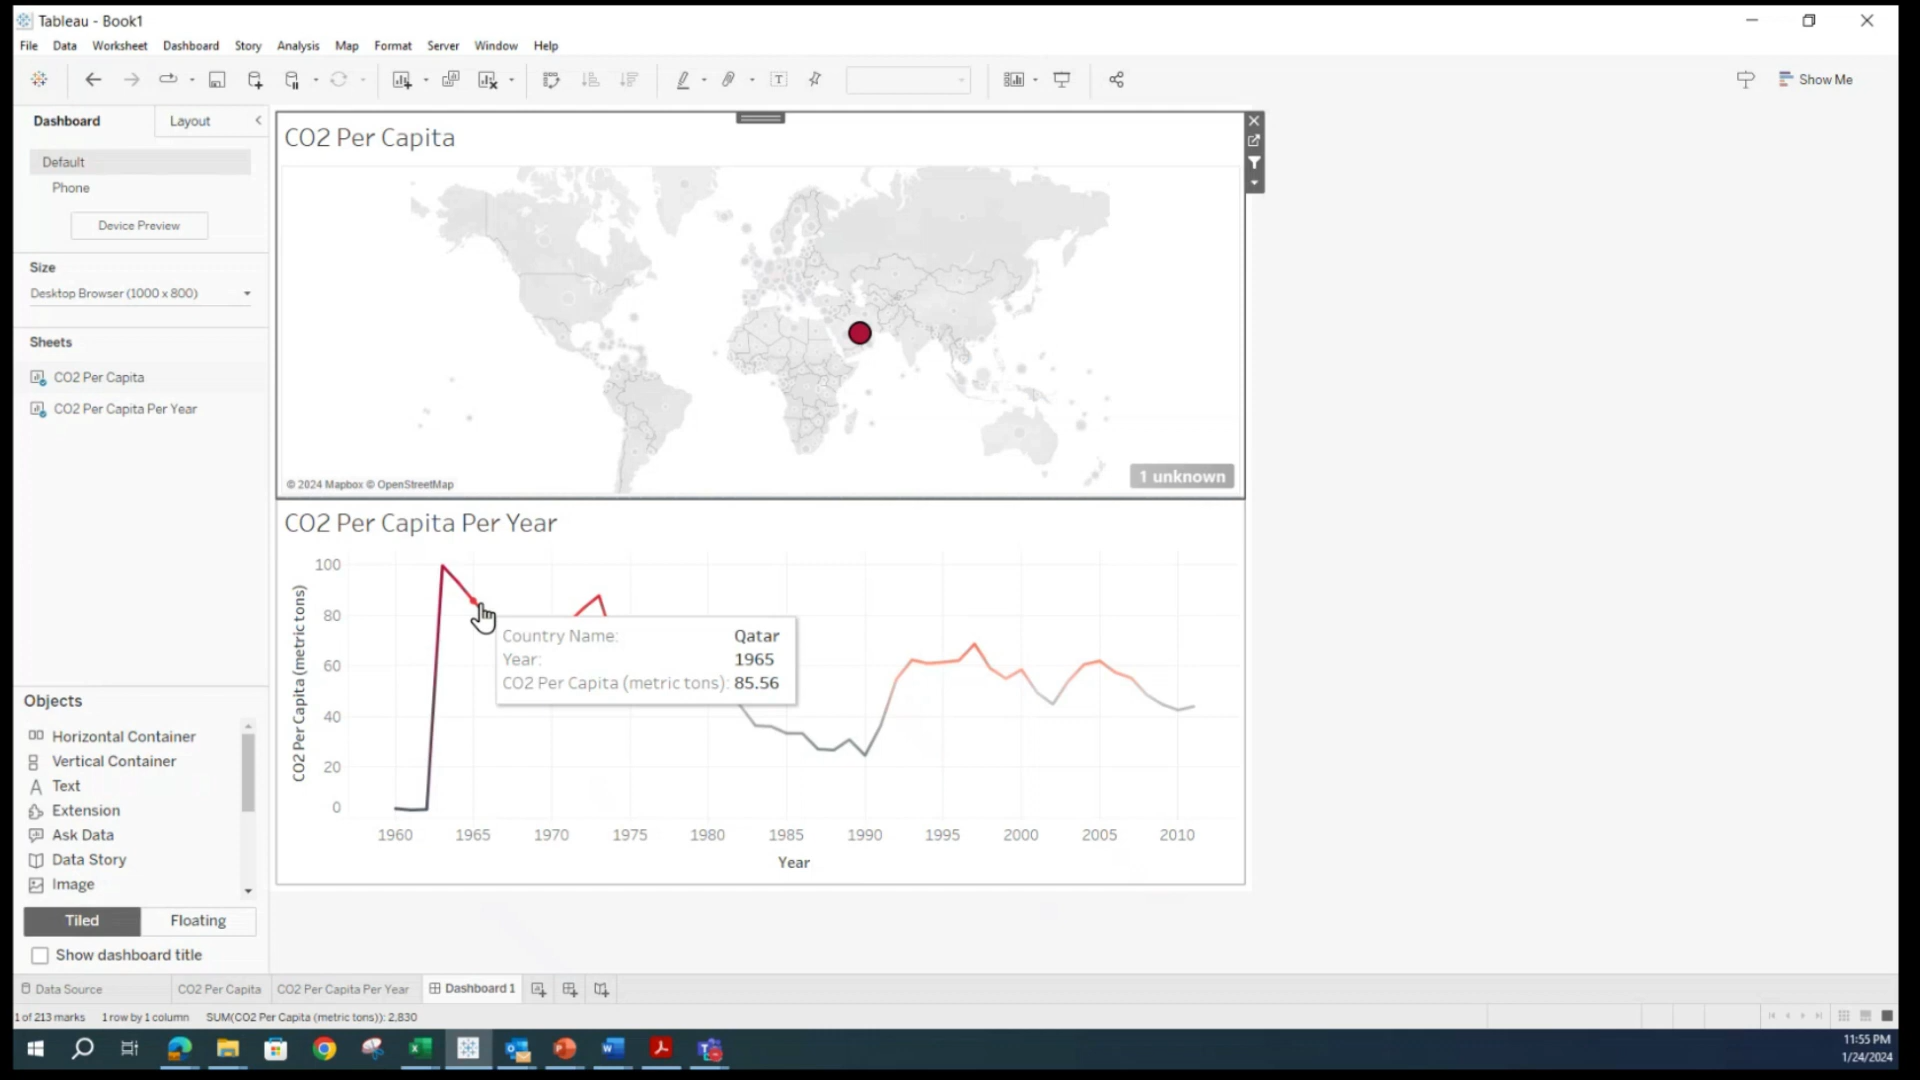 Tableau - Book1
File Data Worksheet Dashboard Story Analysis Map Format Server Window Help
Show Me
Dashboard Layout
Default
Phone
Device Preview
Size
Desktop Browser (1000 x 800)
Sheets
CO2 Per Capita
CO2 Per Capita Per Year
Objects
Horizontal Container
Vertical Container
Text
Extension
Ask Data
Data Story
Image
Tiled Floating
Show dashboard title
CO2 Per Capita
© 2024 Mapbox © OpenStreetMap
1 unknown
CO2 Per Capita Per Year
CO2 Per Capita (metric tons)
100
80
60
40
20
0
Country Name: Qatar
Year: 1965
CO2 Per Capita (metric tons): 85.56
1960 1965 1970 1975 1980 1985 1990 1995 2000 2005 2010
Year
Data Source CO2 Per Capita CO2 Per Capita Per Year Dashboard 1
1 of 213 marks 1 row by 1 column SUM(CO2 Per Capita (metric tons)): 2,830
11:55 PM
1/24/2024